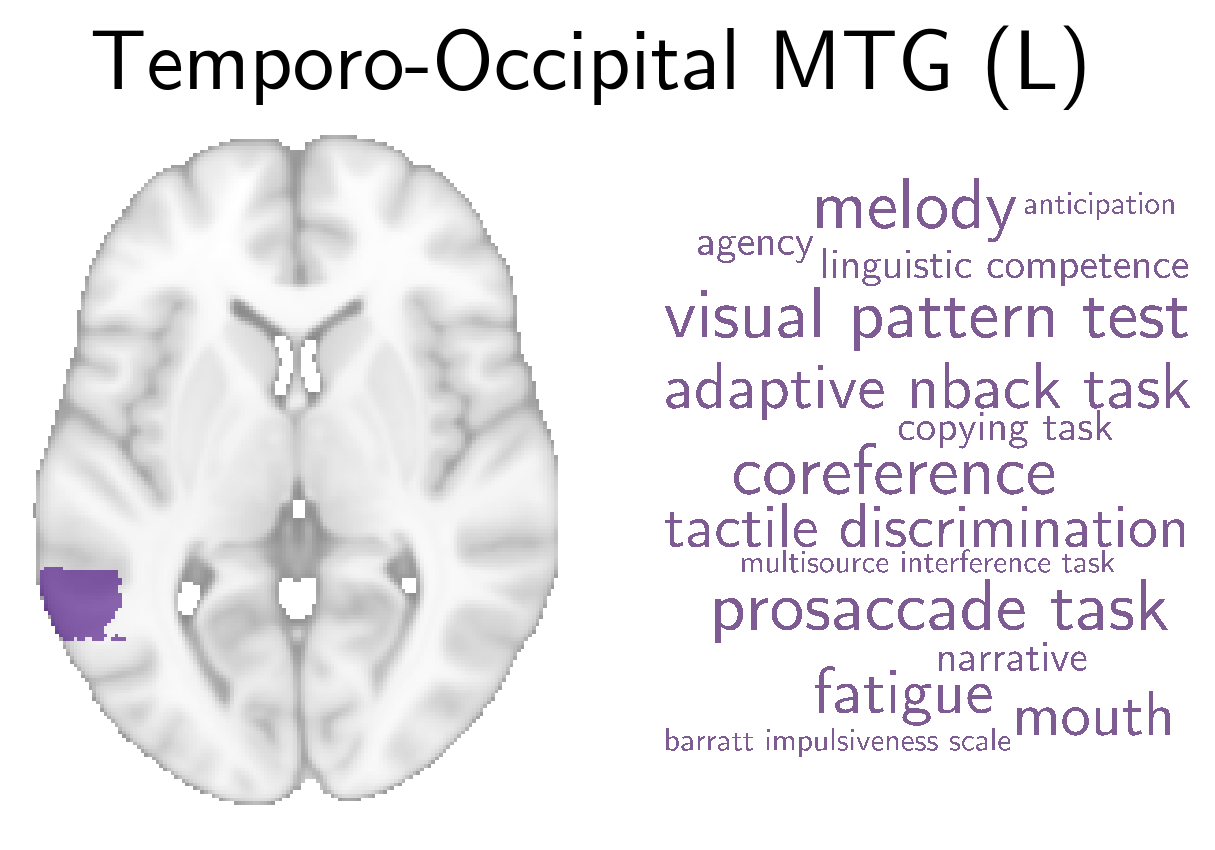 Temporo-Occipital MTG (L)
melody anticipation
agency
linguistic competence
visual pattern test
adaptive nback task
copying task
coreference
tactile discrimination
multisource interference task
prosaccade task
narrative
fatigue
mouth
barratt impulsiveness scale